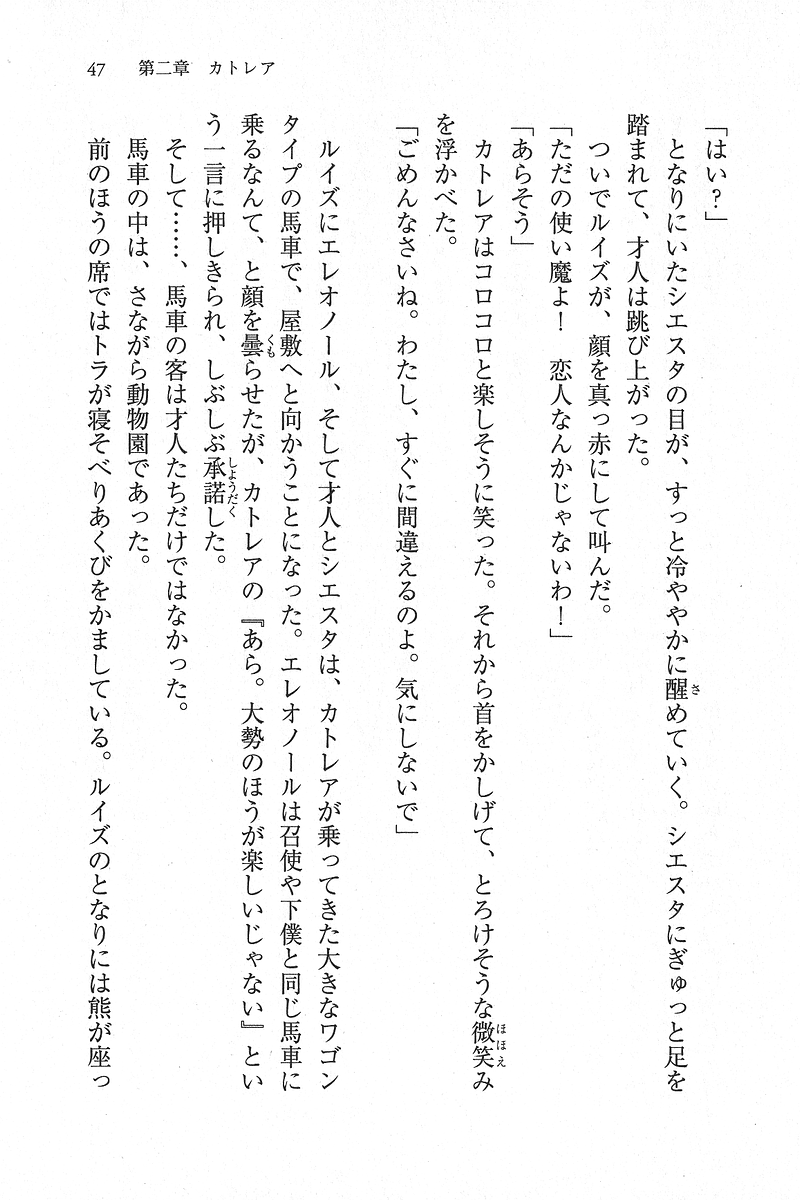 47　第二章　カトレア
「はい？」
　となりにいたシエスタの目が、すっと冷ややかに醒めていく。シエスタにぎゅっと足を
踏まれて、才人は跳び上がった。
　ついでルイズが、顔を真っ赤にして叫んだ。
「ただの使い魔よ！　恋人なんかじゃないわ！」
「あらそう」
　カトレアはコロコロと楽しそうに笑った。それから首をかしげて、とろけそうな微笑み
を浮かべた。
「ごめんなさいね。わたし、すぐに間違えるのよ。気にしないで」
　ルイズにエレオノール、そして才人とシエスタは、カトレアが乗ってきた大きなワゴン
タイプの馬車で、屋敷へと向かうことになった。エレオノールは召使や下僕と同じ馬車に
乗るなんて、と顔を曇らせたが、カトレアの『あら。大勢のほうが楽しいじゃない』とい
う一言に押しきられ、しぶしぶ承諾した。
　そして……、馬車の客は才人たちだけではなかった。
　馬車の中は、さながら動物園であった。
　前のほうの席ではトラが寝そべりあくびをかましている。ルイズのとなりには熊が座っ